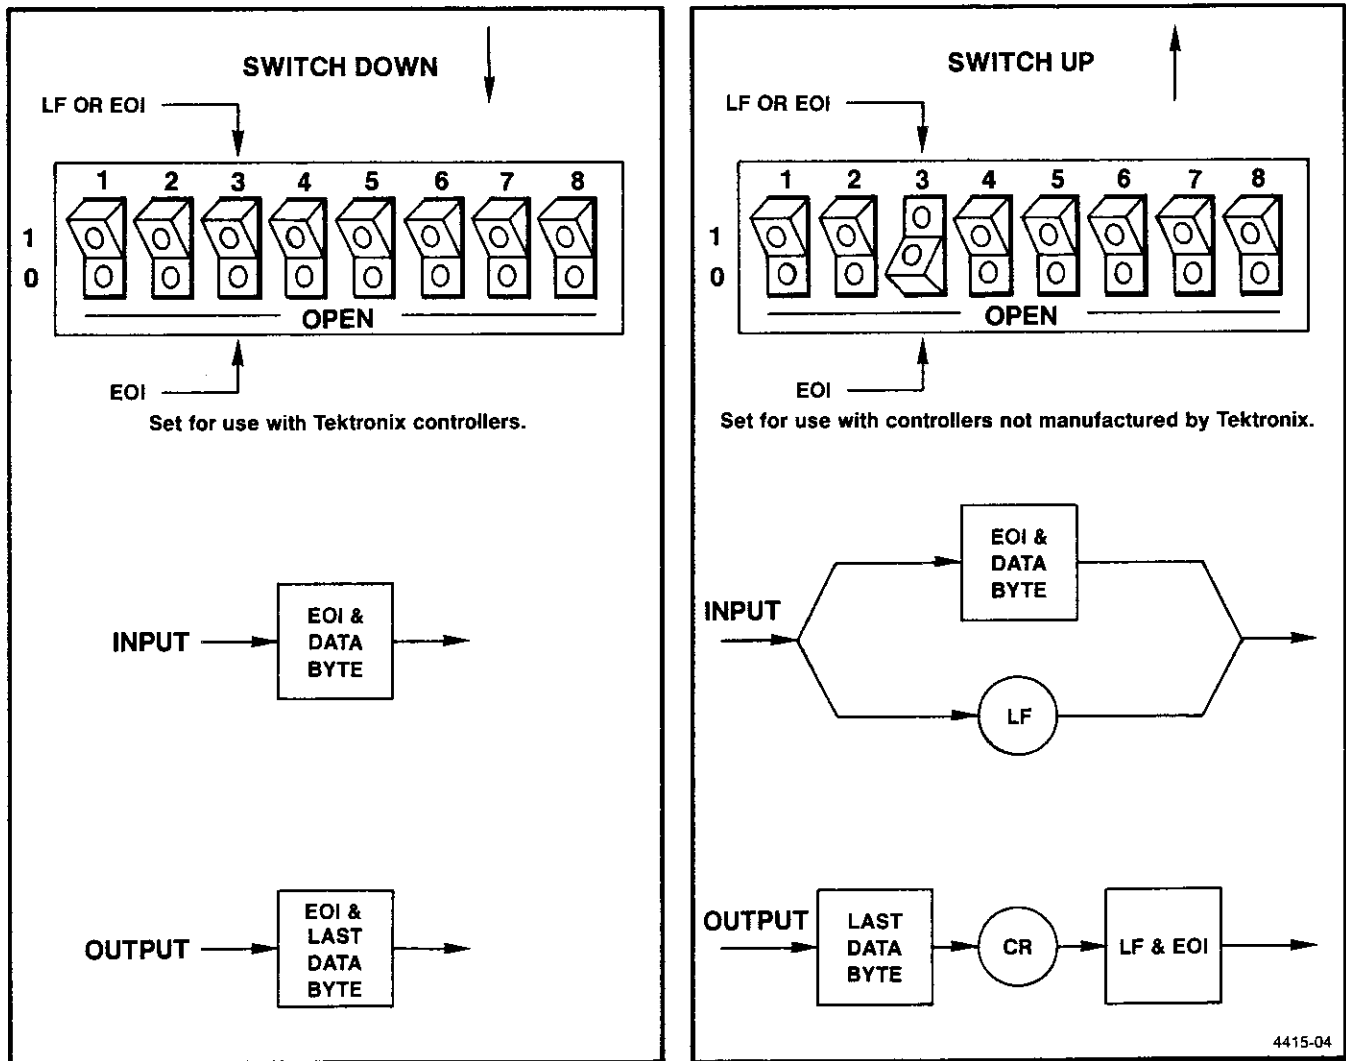 SWITCH DOWN
LF OR EOI
1 2 3 4 5 6 7 8
1
0
OPEN
EOI
Set for use with Tektronix controllers.
INPUT
EOI &
DATA
BYTE
OUTPUT
EOI &
LAST
DATA
BYTE
SWITCH UP
LF OR EOI
1 2 3 4 5 6 7 8
1
0
OPEN
EOI
Set for use with controllers not manufactured by Tektronix.
INPUT
EOI &
DATA
BYTE
LF
OUTPUT
LAST
DATA
BYTE
CR
LF & EOI
4415-04